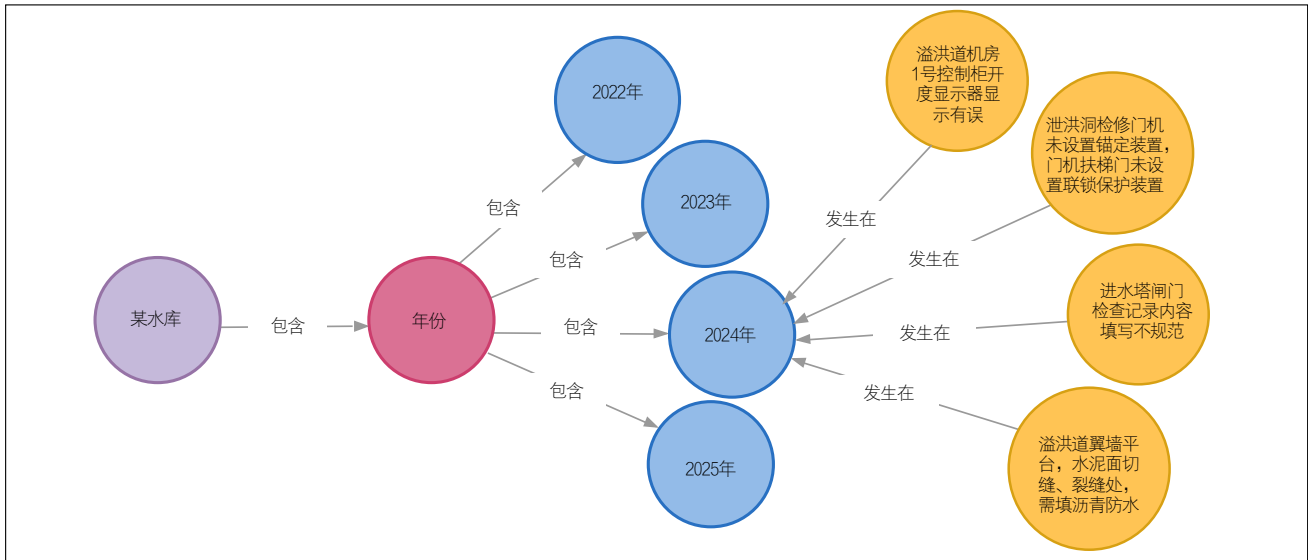 某水库
包含
年份
包含
包含
包含
包含
2022年
2023年
2024年
2025年
发生在
发生在
发生在
发生在
溢洪道机房
1号控制柜开
度显示器显
示有误
泄洪洞检修门机
未设置锚定装置，
门机扶梯门未设
置联锁保护装置
进水塔闸门
检查记录内容
填写不规范
溢洪道翼墙平
台，水泥面切
缝、裂缝处，
需填沥青防水